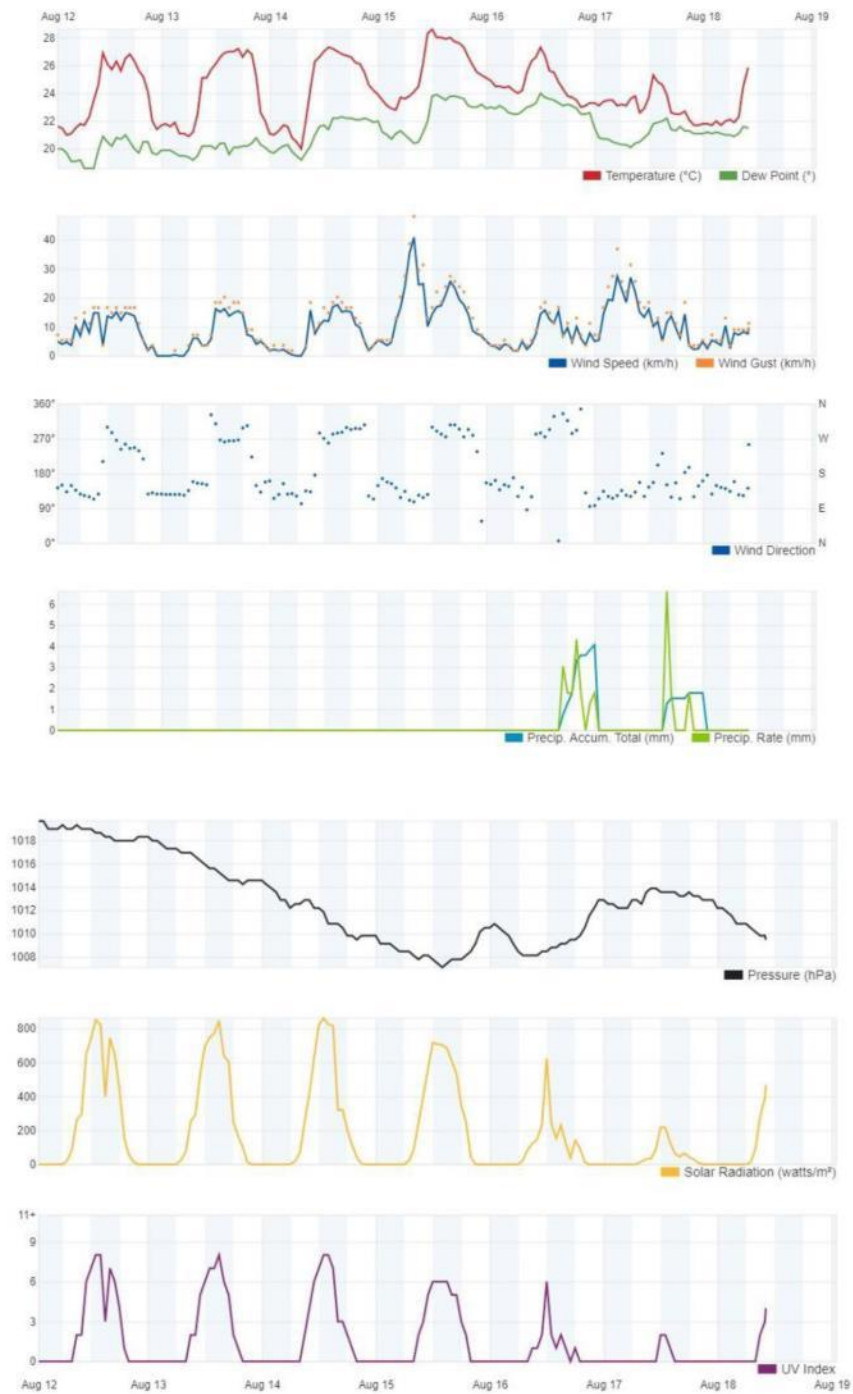 Aug 12 Aug 13 Aug 14 Aug 15 Aug 16 Aug 17 Aug 18 Aug 19
28
26
24
22
20
Temperature (°C) Dew Point (°)
40
30
20
10
0
Wind Speed (km/h) Wind Gust (km/h)
360° N
270° W
180° S
90° E
0° N
Wind Direction
6
5
4
3
2
1
0
Precip. Accum. Total (mm) Precip. Rate (mm)
1018
1016
1014
1012
1010
1008
Pressure (hPa)
800
600
400
200
0
Solar Radiation (watts/m²)
11+
9
6
3
0
UV Index
Aug 12 Aug 13 Aug 14 Aug 15 Aug 16 Aug 17 Aug 18 Aug 19